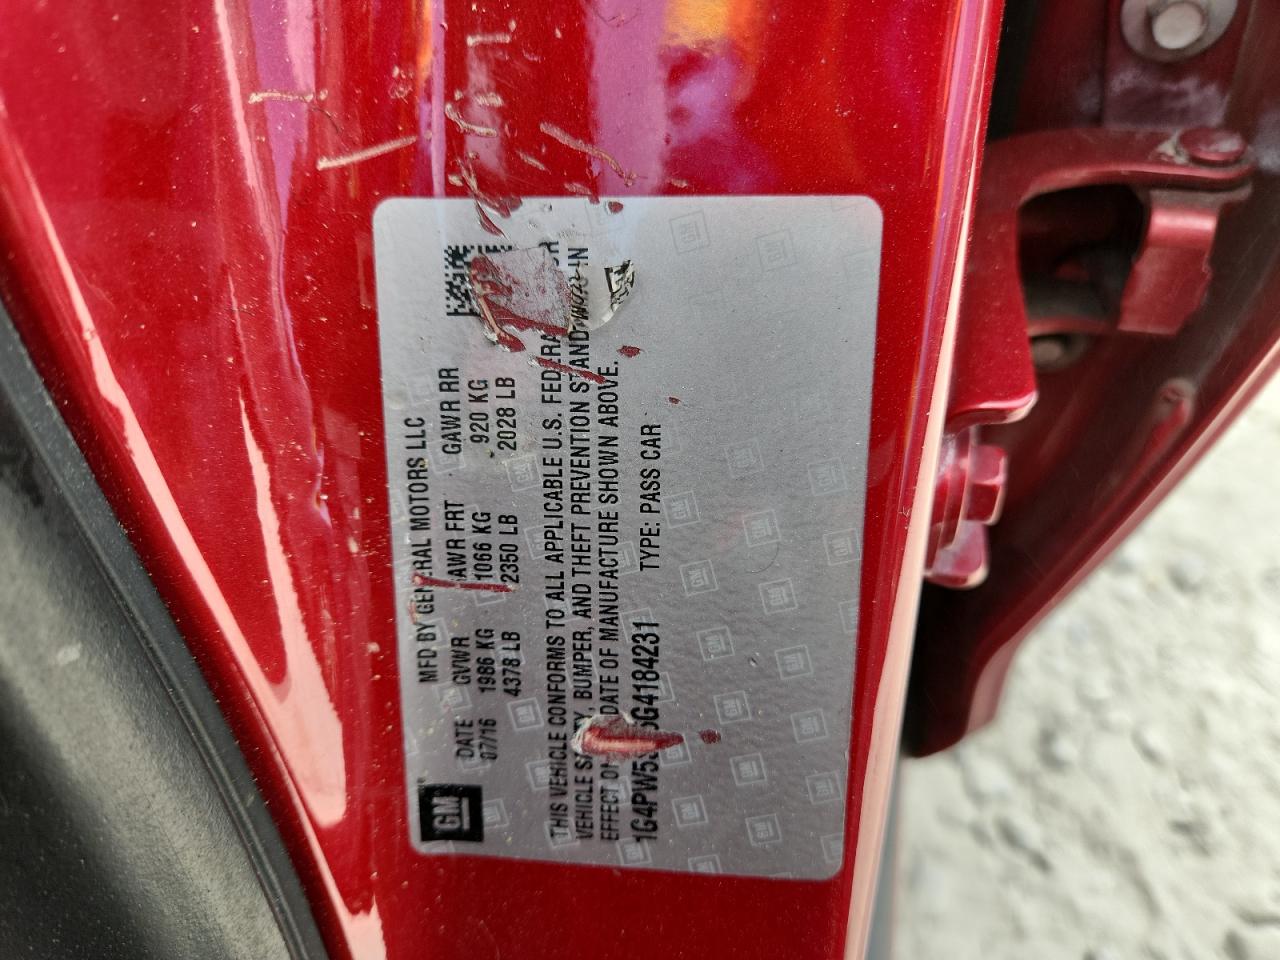 GM
MFD BY GENERAL MOTORS LLC
DATE GVWR GAWR FRT GAWR RR
07/16 1986 KG 1066 KG 920 KG
4378 LB 2350 LB 2028 LB
THIS VEHICLE CONFORMS TO ALL APPLICABLE U.S. FEDERAL
VEHICLE SAFETY, BUMPER, AND THEFT PREVENTION STANDARDS IN
EFFECT ON DATE OF MANUFACTURE SHOWN ABOVE.
1G4PW5 G4184231 TYPE: PASS CAR